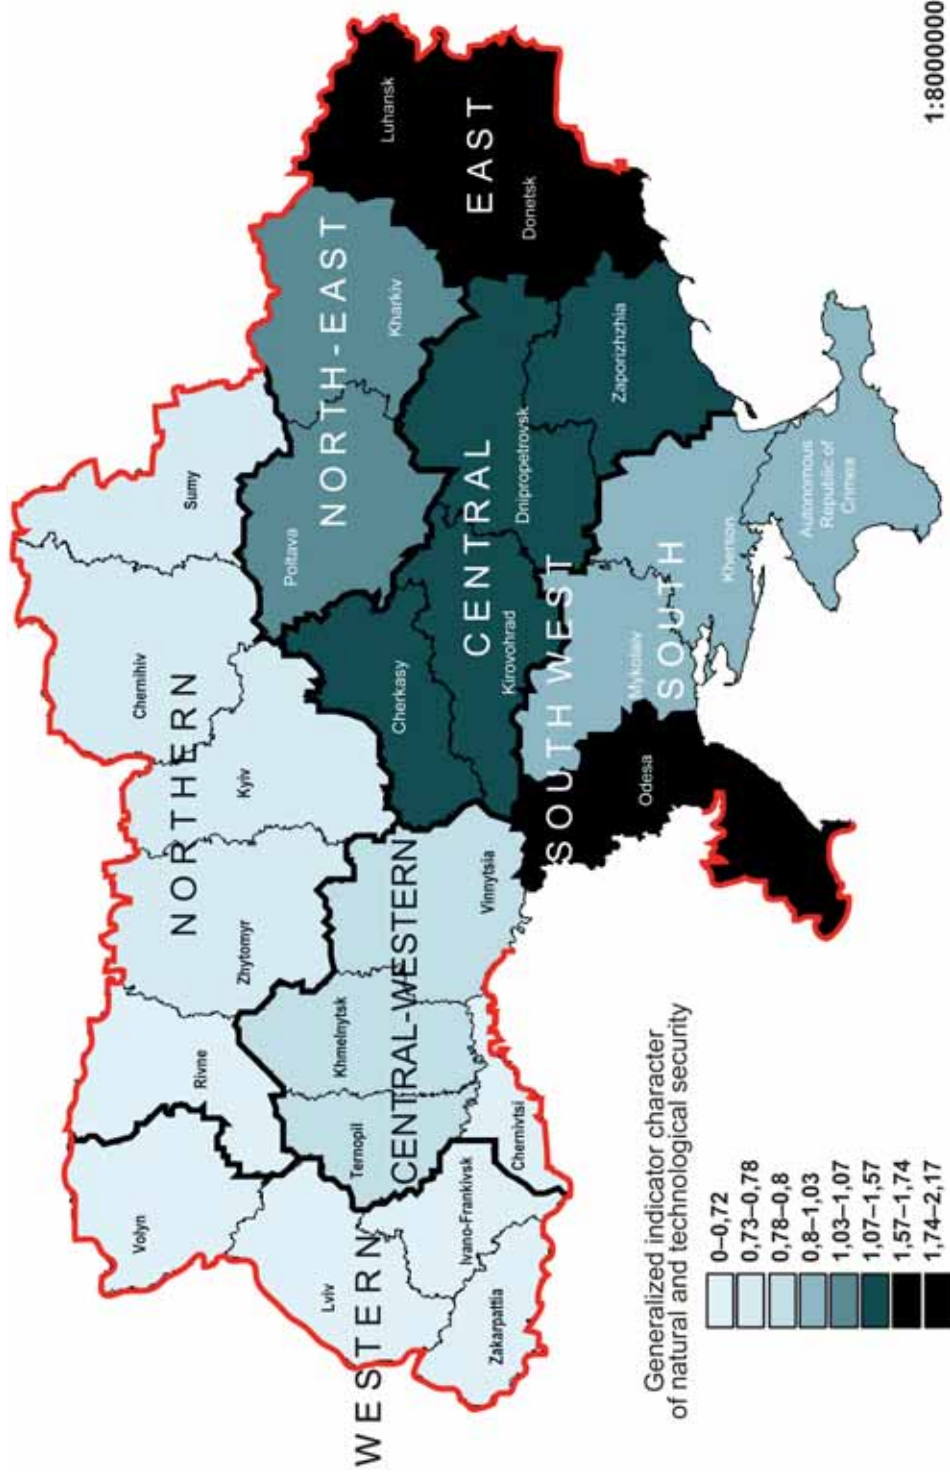 WESTERN
NORTHERN
CENTRAL-WESTERN
NORTH-EAST
CENTRAL
SOUTH WEST
SOUTH
EAST
Volyn
Rivne
Zhytomyr
Kyiv
Chernihiv
Sumy
Lviv
Ternopil
Khmelnytsk
Vinnytsia
Zakarpattia
Ivano-Frankivsk
Chernivtsi
Cherkasy
Kirovohrad
Poltava
Kharkiv
Luhansk
Donetsk
Dnipropetrovsk
Zaporizhzhia
Odesa
Mykolaiv
Kherson
Autonomous
Republic of
Crimea
Generalized indicator character
of natural and technological security
0–0,72
0,73–0,78
0,78–0,8
0,8–1,03
1,03–1,07
1,07–1,57
1,57–1,74
1,74–2,17
1:8000000